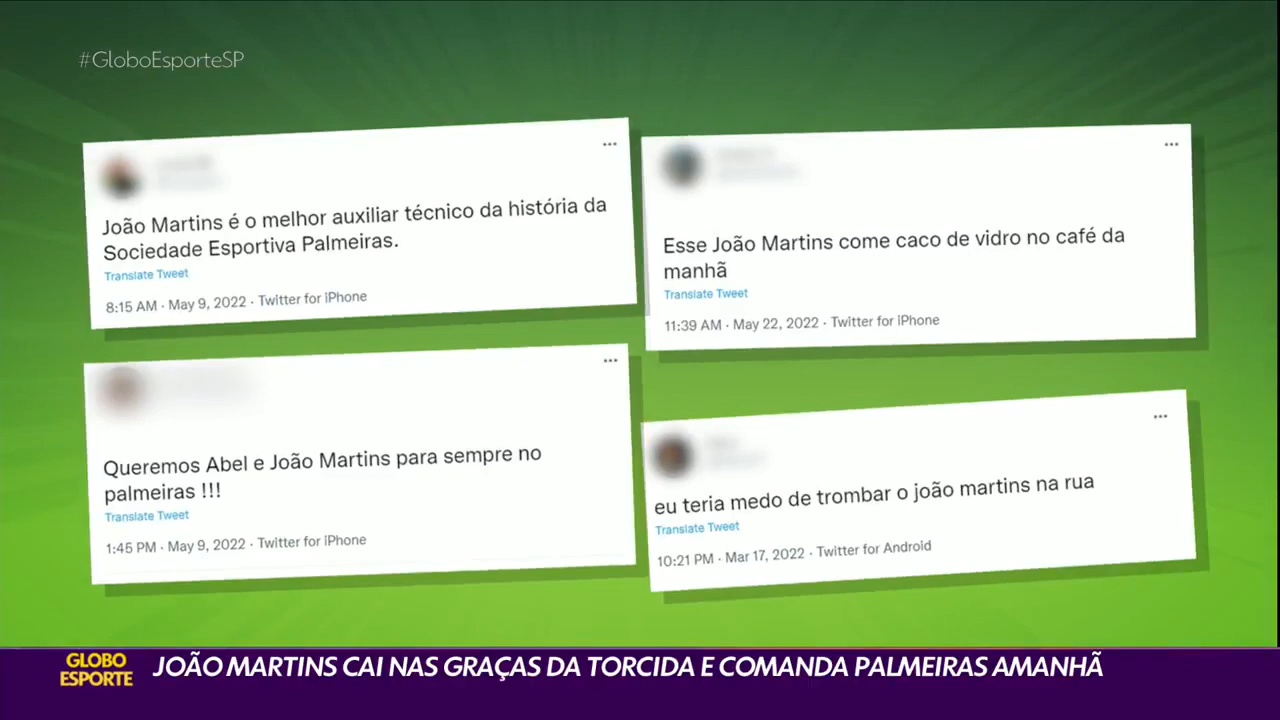 #GloboEsporteSP
...
João Martins é o melhor auxiliar técnico da história da
Sociedade Esportiva Palmeiras.
Translate Tweet
8:15 AM · May 9, 2022 · Twitter for iPhone
...
Esse João Martins come caco de vidro no café da
manhã
Translate Tweet
11:39 AM · May 22, 2022 · Twitter for iPhone
...
Queremos Abel e João Martins para sempre no
palmeiras !!!
Translate Tweet
1:45 PM · May 9, 2022 · Twitter for iPhone
...
eu teria medo de trombar o joão martins na rua
Translate Tweet
10:21 PM · Mar 17, 2022 · Twitter for Android
GLOBO
ESPORTE
JOÃO MARTINS CAI NAS GRAÇAS DA TORCIDA E COMANDA PALMEIRAS AMANHÃ